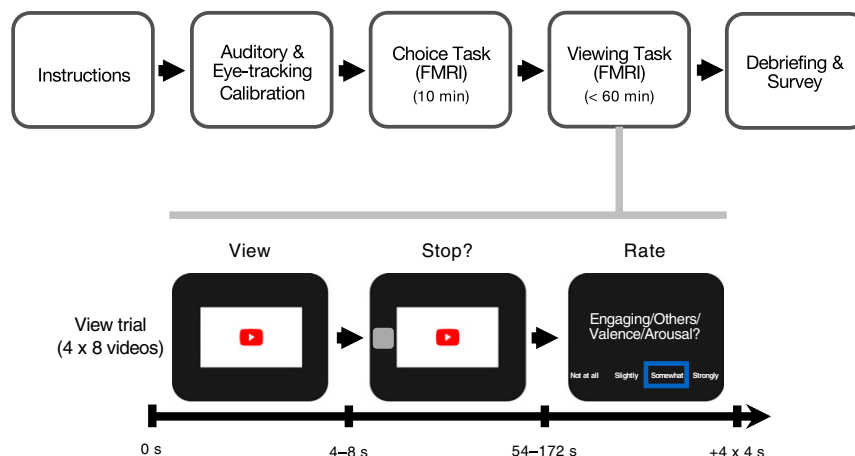 Instructions
Auditory &
Eye-tracking
Calibration
Choice Task
(FMRI)
(10 min)
Viewing Task
(FMRI)
(< 60 min)
Debriefing &
Survey
View
Stop?
Rate
View trial
(4 x 8 videos)
Engaging/Others/
Valence/Arousal?
Not at all Slightly Somewhat Strongly
0 s 4–8 s 54–172 s +4 x 4 s